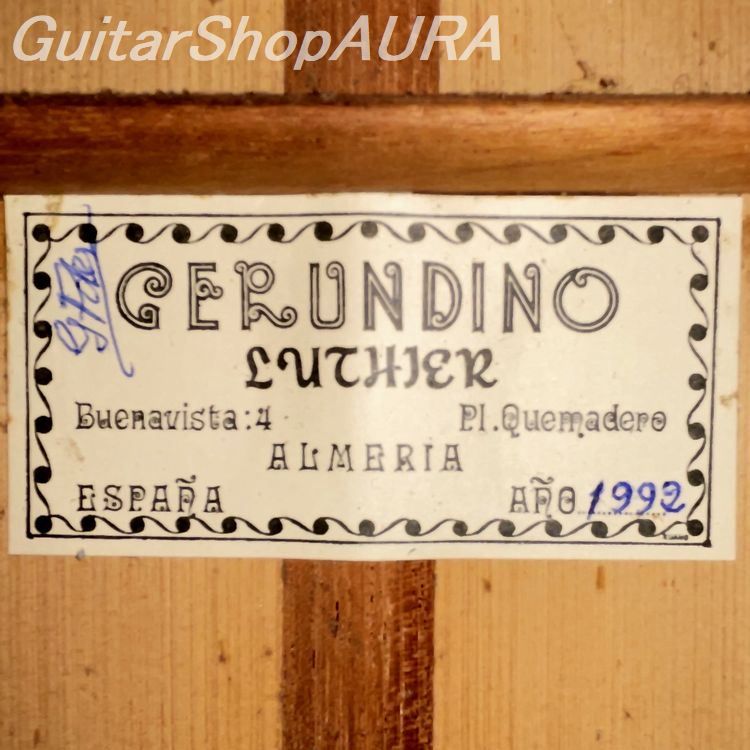 GuitarShopAURA
GERUNDINO
LUTHIER
Buenavista:4 Pl.Quemadero
ALMERIA
ESPAÑA AÑO 1992